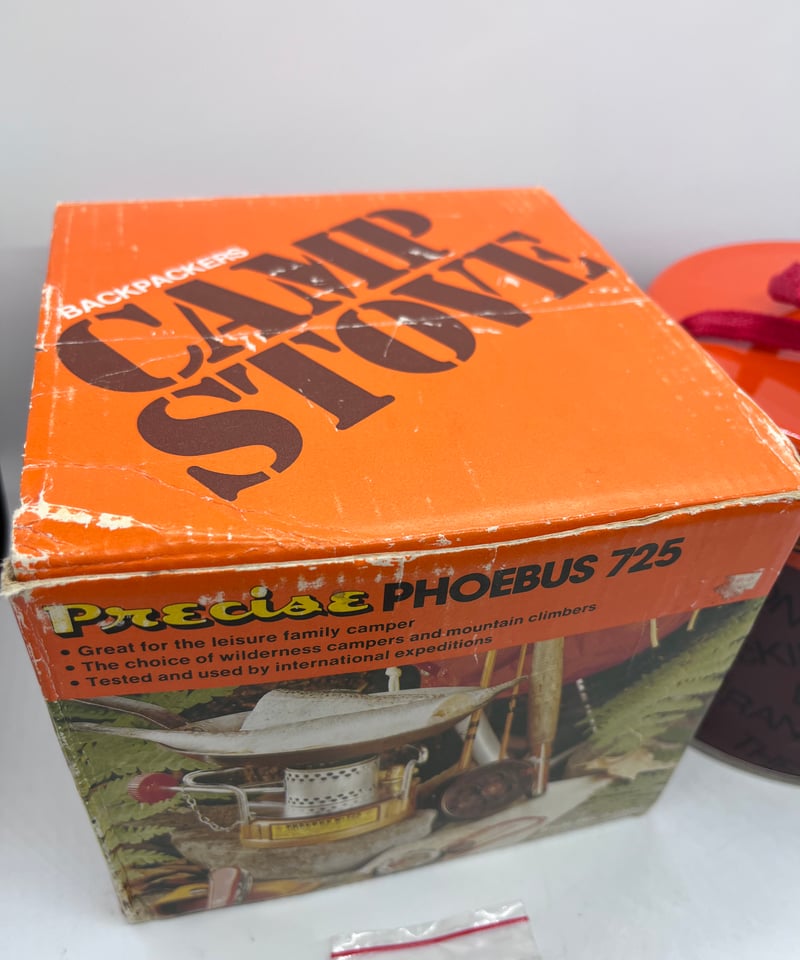 BACKPACKERS
CAMP
STOVE
Precise PHOEBUS 725
• Great for the leisure family camper
• The choice of wilderness campers and mountain climbers
• Tested and used by international expeditions